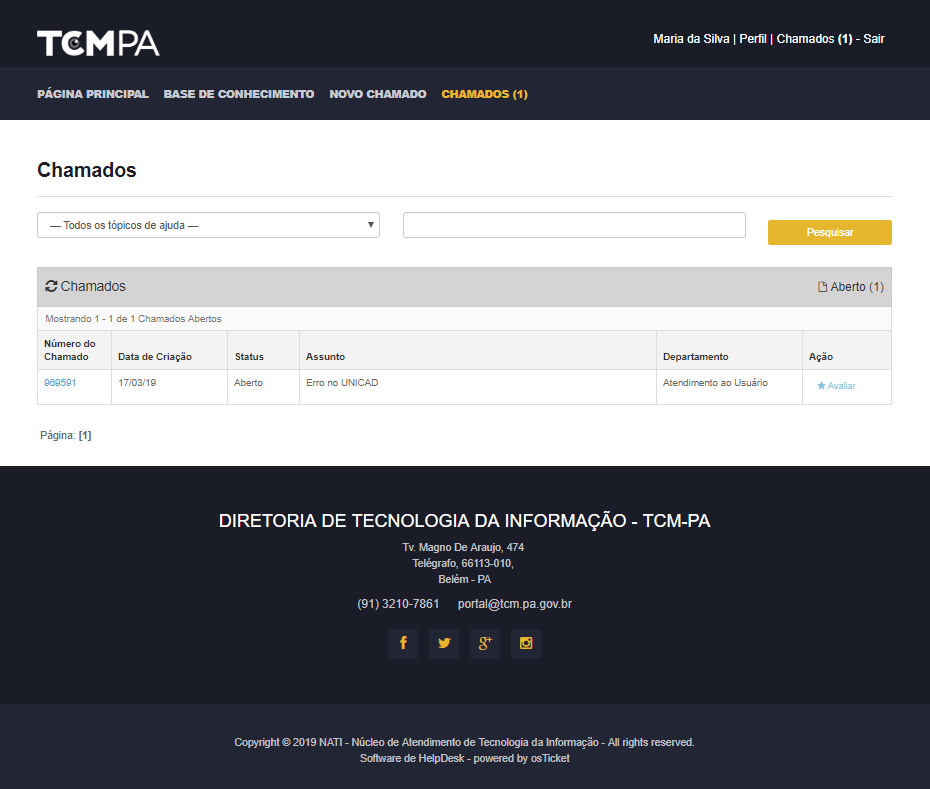 TCMPA
Maria da Silva | Perfil | Chamados (1) - Sair
PÁGINA PRINCIPAL BASE DE CONHECIMENTO NOVO CHAMADO CHAMADOS (1)
Chamados
— Todos os tópicos de ajuda —
Pesquisar
Chamados Aberto (1)
Mostrando 1 - 1 de 1 Chamados Abertos
Número do Chamado Data de Criação Status Assunto Departamento Ação
969591 17/03/19 Aberto Erro no UNICAD Atendimento ao Usuário Avaliar
Página: [1]
DIRETORIA DE TECNOLOGIA DA INFORMAÇÃO - TCM-PA
Tv. Magno De Araujo, 474
Telégrafo, 66113-010,
Belém - PA
(91) 3210-7861 portal@tcm.pa.gov.br
Copyright © 2019 NATI - Núcleo de Atendimento de Tecnologia da Informação - All rights reserved.
Software de HelpDesk - powered by osTicket